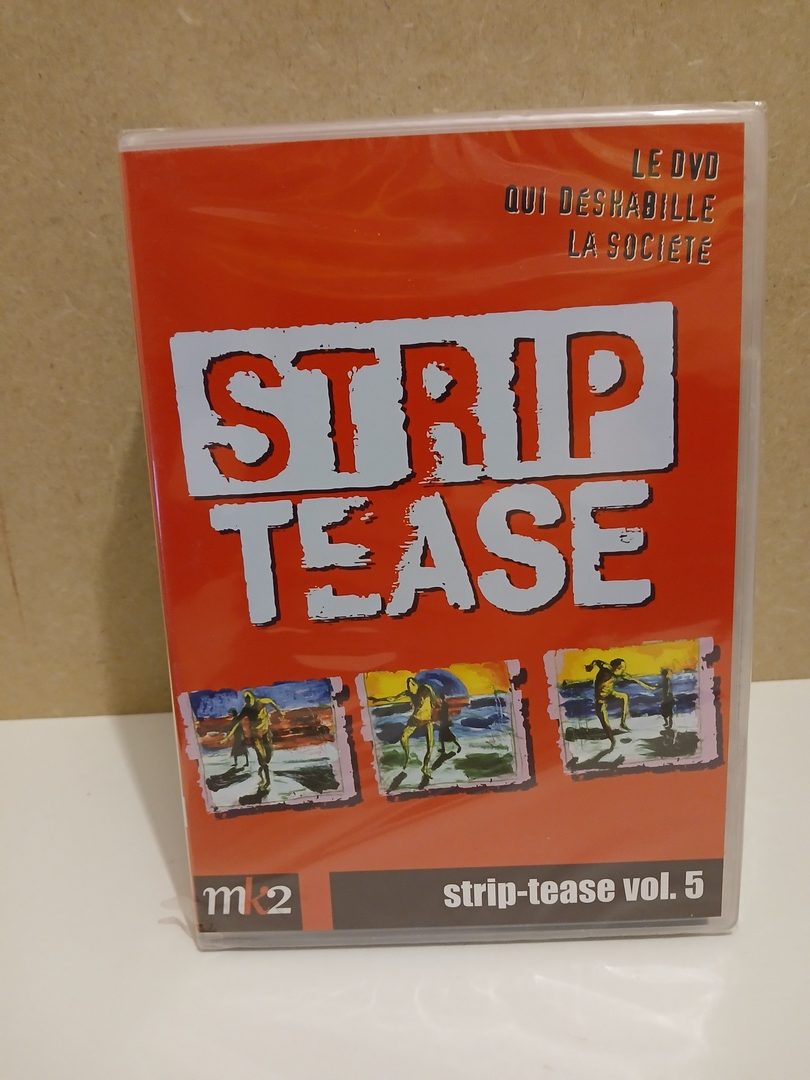 LE DVD
QUI DÉSHABILLE
LA SOCIÉTÉ
STRIP
TEASE
mk2
strip-tease vol. 5